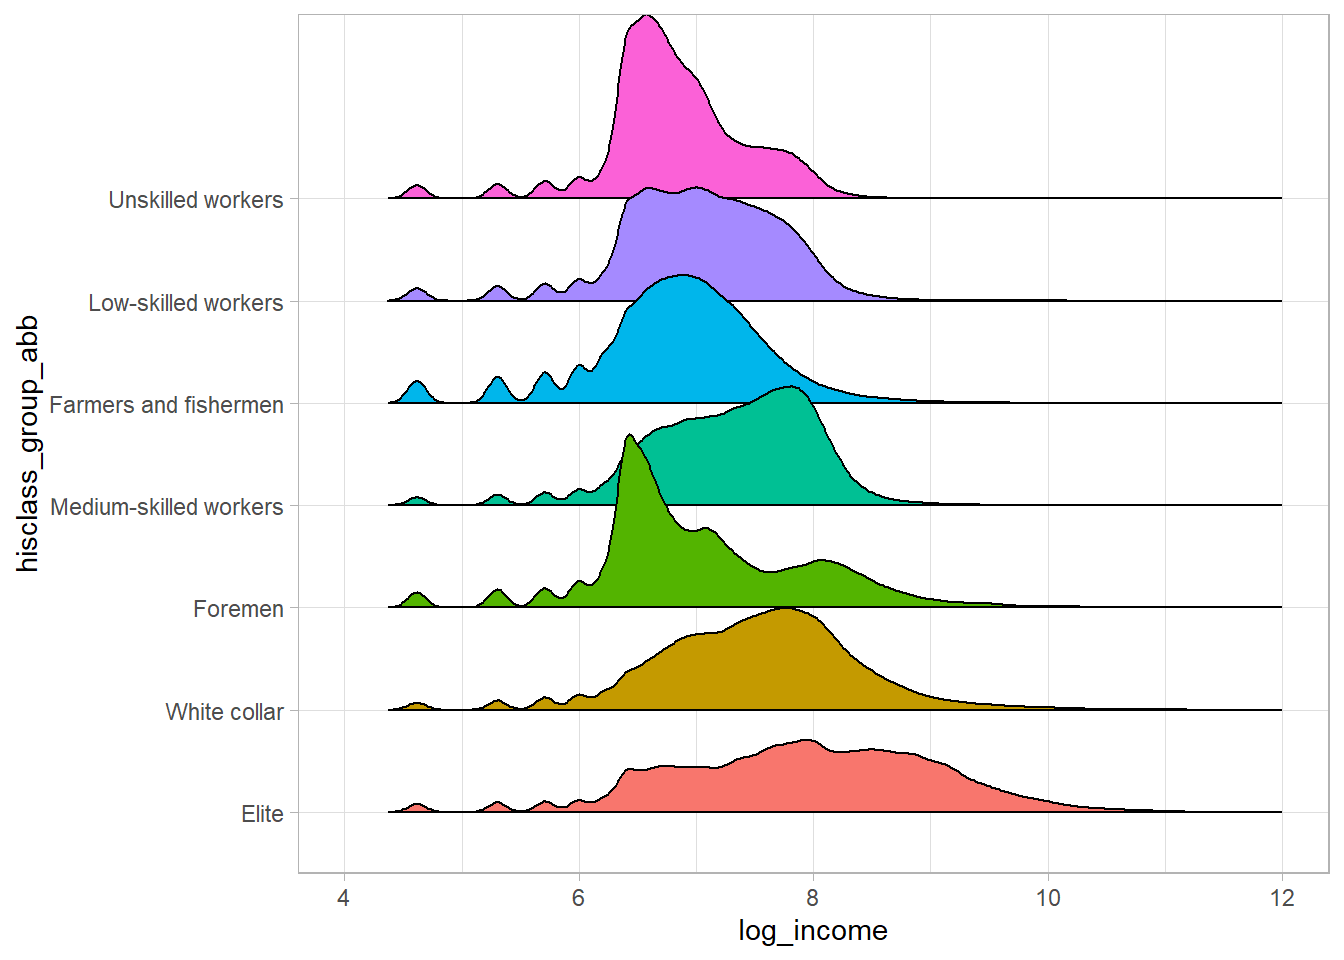 hisclass_group_abb
Unskilled workers
Low-skilled workers
Farmers and fishermen
Medium-skilled workers
Foremen
White collar
Elite
4 6 8 10 12
log_income